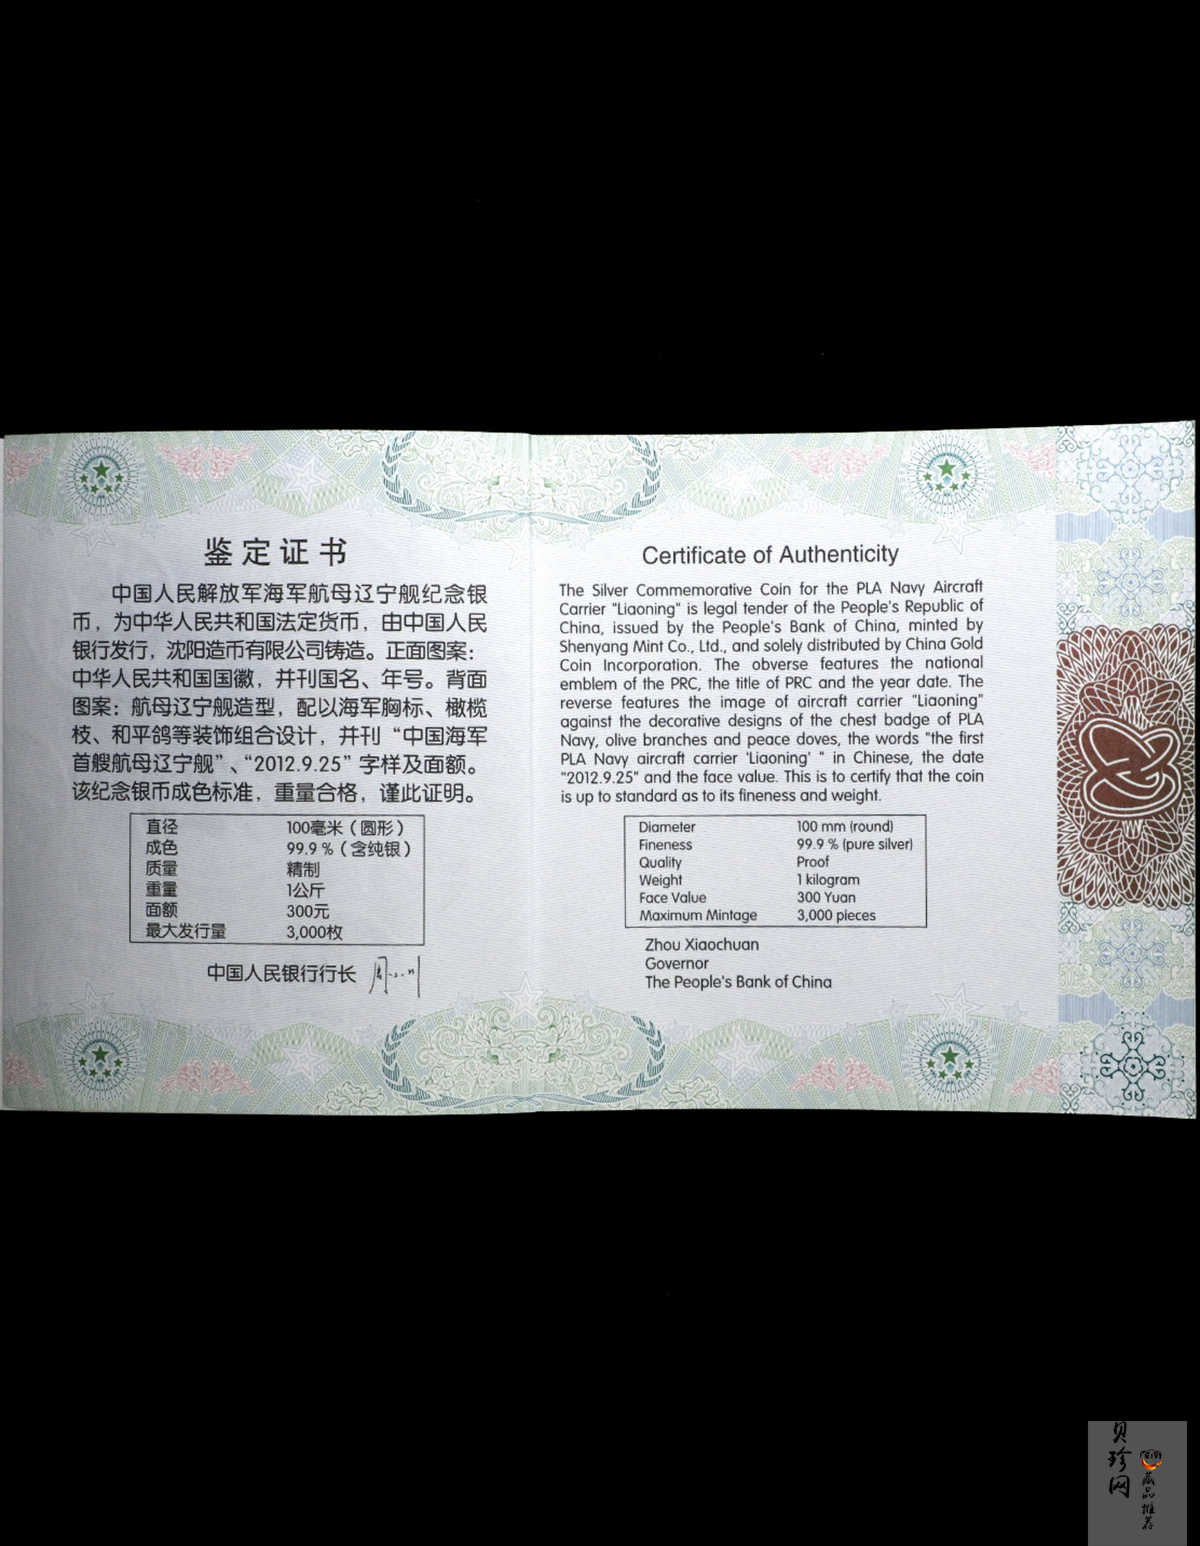 鉴定证书
中国人民解放军海军航母辽宁舰纪念银
币，为中华人民共和国法定货币，由中国人民
银行发行，沈阳造币有限公司铸造。正面图案：
中华人民共和国国徽，并刊国名、年号。背面
图案：航母辽宁舰造型，配以海军胸标、橄榄
枝、和平鸽等装饰组合设计，并刊“中国海军
首艘航母辽宁舰”、“2012.9.25”字样及面额。
该纪念银币成色标准，重量合格，谨此证明。
直径 100毫米（圆形）
成色 99.9％（含纯银）
质量 精制
重量 1公斤
面额 300元
最大发行量 3,000枚
中国人民银行行长 周小川
Certificate of Authenticity
The Silver Commemorative Coin for the PLA Navy Aircraft
Carrier "Liaoning" is legal tender of the People's Republic of
China, issued by the People's Bank of China, minted by
Shenyang Mint Co., Ltd., and solely distributed by China Gold
Coin Incorporation. The obverse features the national
emblem of the PRC, the title of PRC and the year date. The
reverse features the image of aircraft carrier "Liaoning"
against the decorative designs of the chest badge of PLA
Navy, olive branches and peace doves, the words "the first
PLA Navy aircraft carrier 'Liaoning' " in Chinese, the date
"2012.9.25" and the face value. This is to certify that the coin
is up to standard as to its fineness and weight.
Diameter 100 mm (round)
Fineness 99.9 % (pure silver)
Quality Proof
Weight 1 kilogram
Face Value 300 Yuan
Maximum Mintage 3,000 pieces
Zhou Xiaochuan
Governor
The People's Bank of China
贝珍网
藏品推荐